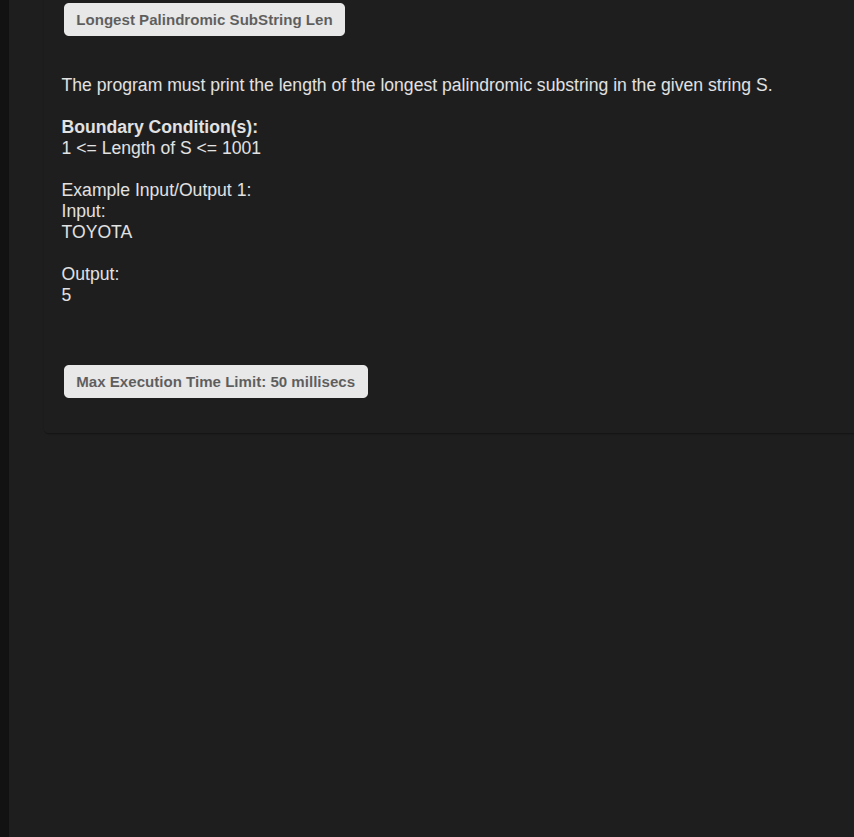 Longest Palindromic SubString Len
The program must print the length of the longest palindromic substring in the given string S.
Boundary Condition(s):
1 <= Length of S <= 1001
Example Input/Output 1:
Input:
TOYOTA
Output:
5
Max Execution Time Limit: 50 millisecs